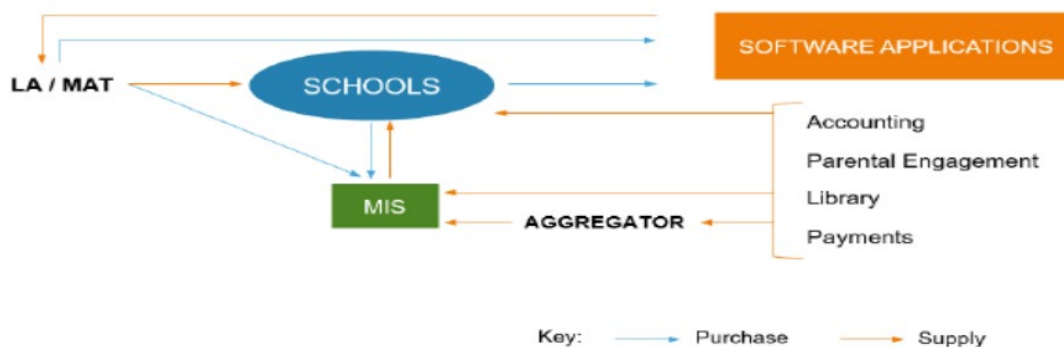 SOFTWARE APPLICATIONS
LA / MAT
SCHOOLS
Accounting
Parental Engagement
MIS
Library
AGGREGATOR
Payments
Key: Purchase Supply